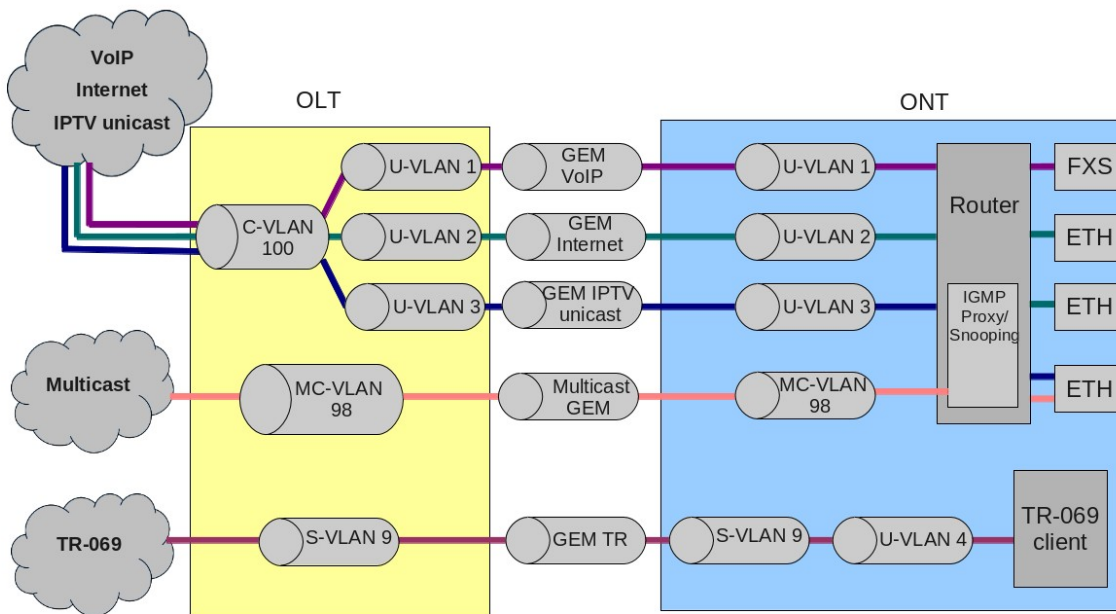 VoIP
Internet
IPTV unicast
OLT
ONT
C-VLAN
100
U-VLAN 1
GEM
VoIP
U-VLAN 1
Router
FXS
U-VLAN 2
GEM
Internet
U-VLAN 2
ETH
U-VLAN 3
GEM IPTV
unicast
U-VLAN 3
IGMP
Proxy/
Snooping
ETH
Multicast
MC-VLAN
98
Multicast
GEM
MC-VLAN
98
ETH
TR-069
S-VLAN 9
GEM TR
S-VLAN 9
U-VLAN 4
TR-069
client